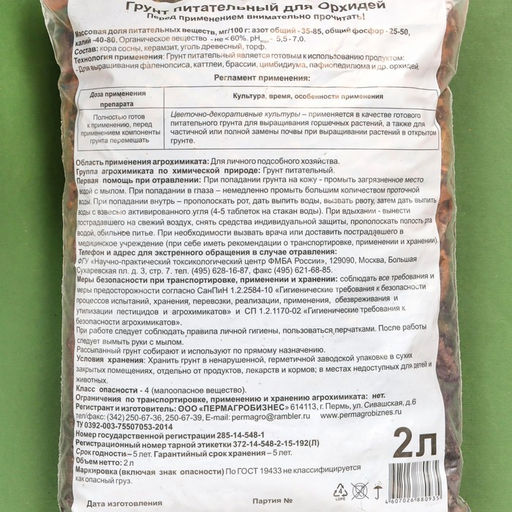 Грунт питательный для Орхидей
Перед применением внимательно прочитать!
Массовая доля питательных веществ, мг/100 г: азот общий -35-85, общий фосфор - 25-50,
калий -40-80. Органическое вещество - не <60%. рН - 5,5 - 7,0.
Состав: кора сосны, керамзит, уголь древесный, торф.
Технология применения: Грунт питательный является готовым к использованию продуктом:
- Для выращивания фаленопсиса, каттлеи, брассии, цимбидиума, пафиопедилюма и др. орхидей.
Регламент применения:
Доза применения препарата
Культура, время, особенности применения
Полностью готов
к применению, перед
применением компоненты
грунта перемешать
Цветочно-декоративные культуры – применяется в качестве готового
питательного грунта для выращивания горшечных растений, а также для
частичной или полной замены почвы при выращивании растений в открытом
грунте.
Область применения агрохимиката: Для личного подсобного хозяйства.
Группа агрохимиката по химической природе: Грунт питательный.
Первая помощь при отравлении: При попадании грунта на кожу - промыть загрязненное место
водой с мылом. При попадании в глаза – немедленно промыть большим количеством проточной
воды. При попадании внутрь – прополоскать рот, дать выпить воды, вызвать рвоту, затем дать выпить
воды с взвесью активированного угля (4-5 таблеток на стакан воды). При вдыхании - вынести
пострадавшего на свежий воздух, снять средства индивидуальной защиты, прополоскать полость рта
водой, обильное питье. При необходимости вызвать врача или доставить пострадавшего в
медицинское учреждение (при себе иметь рекомендации о транспортировке, применении и хранении).
Телефон и адрес для экстренного обращения в случае отравления:
ФГУ «Научно-практический токсикологический центр ФМБА России», 129090, Москва, Большая
Сухаревская пл. д. 3, стр. 7. тел. (495) 628-16-87, факс (495) 621-68-85.
Меры безопасности при транспортировке, применении и хранении: соблюдать все требования и
меры предосторожности согласно СанПиН 1.2.2584-10 «Гигиенические требования к безопасности
процессов испытаний, хранения, перевозки, реализации, применения, обезвреживания и
утилизации пестицидов и агрохимикатов» и СП 1.2.1170-02 «Гигиенические требования к
безопасности агрохимикатов».
При работе следует соблюдать правила личной гигиены, пользоваться перчатками. После работы
следует вымыть руки с мылом.
Рассыпанный грунт собирают и используют по прямому назначению.
Условия хранения: Хранить грунт в ненарушенной, герметичной заводской упаковке в сухих
закрытых помещениях, отдельно от продуктов, лекарств и кормов; в местах недоступных для детей и
животных.
Класс опасности - 4 (малоопасное вещество).
Ограничения по транспортировке, применению и хранению агрохимиката: нет.
Регистрант и изготовитель: ООО «ПЕРМАГРОБИЗНЕС» 614113, г. Пермь, ул. Сивашская, д.6
тел/факс: (342) 250-67-36, 250-67-39, E-mail: permagro@rambler.ru www.permagrobiznes.ru
ТУ 0392-003-75507053-2014
Номер государственной регистрации 285-14-548-1
Регистрационный номер тарной этикетки 372-14-548-2-15-192(Л)
Срок годности – 5 лет. Гарантийный срок хранения – 5 лет.
Объем – 2 л
Маркировка (включая знак опасности) По ГОСТ 19433 не классифицируется
как опасный груз.
2 л
4607026880935
Дата изготовления
Партия №